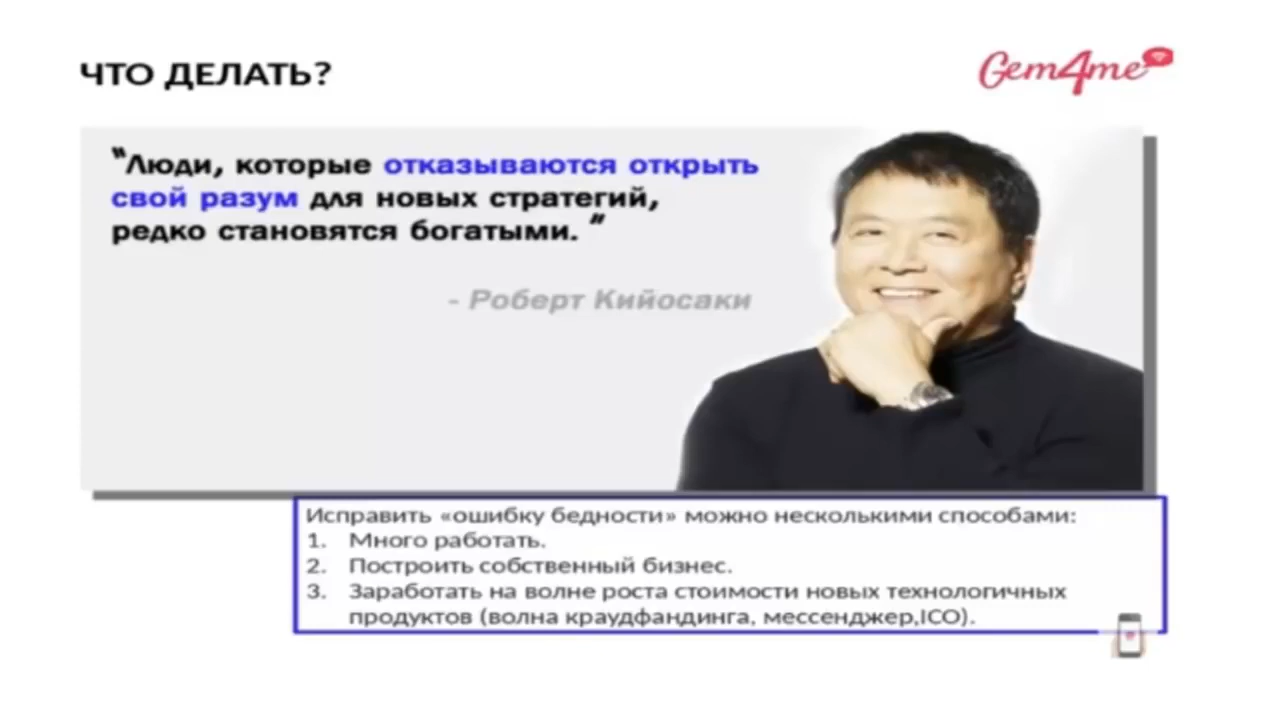 ЧТО ДЕЛАТЬ?
Gem4me
"Люди, которые отказываются открыть
свой разум для новых стратегий,
редко становятся богатыми. "
- Роберт Кийосаки
Исправить «ошибку бедности» можно несколькими способами:
1. Много работать.
2. Построить собственный бизнес.
3. Заработать на волне роста стоимости новых технологичных
продуктов (волна краудфандинга, мессенджер,ICO).